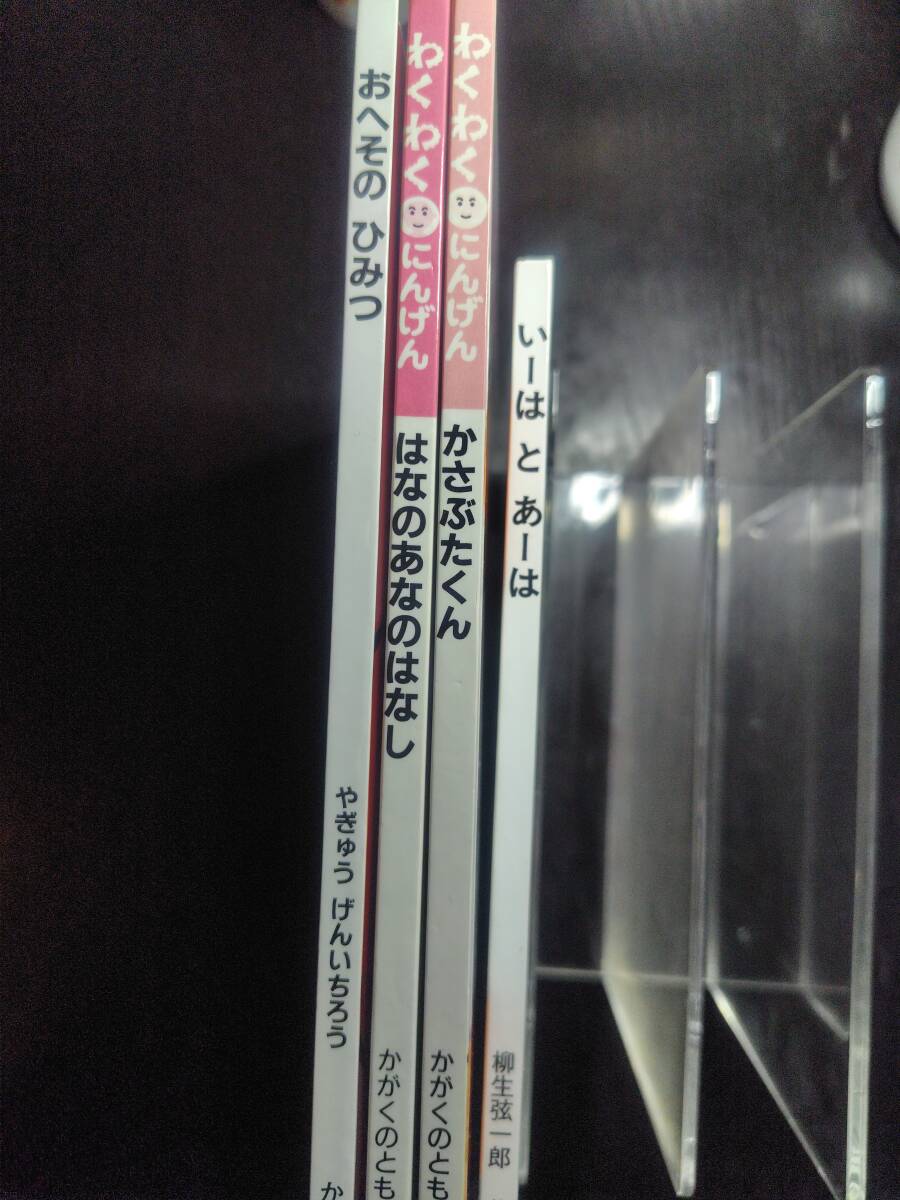 おへその ひみつ
やぎゅう げんいちろう
か
わくわく にんげん
はなのあなのはなし
かがくのとも
わくわく にんげん
かさぶたくん
かがくのとも
いーは と あーは
柳生弦一郎